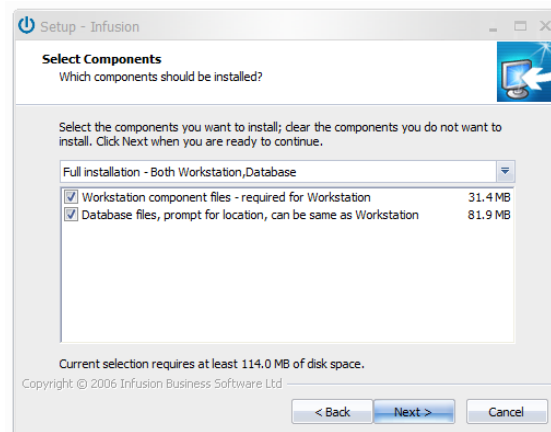 Setup - Infusion
Select Components
Which components should be installed?
Select the components you want to install; clear the components you do not want to
install. Click Next when you are ready to continue.
Full installation - Both Workstation,Database
Workstation component files - required for Workstation 31.4 MB
Database files, prompt for location, can be same as Workstation 81.9 MB
Current selection requires at least 114.0 MB of disk space.
Copyright © 2006 Infusion Business Software Ltd
< Back Next > Cancel